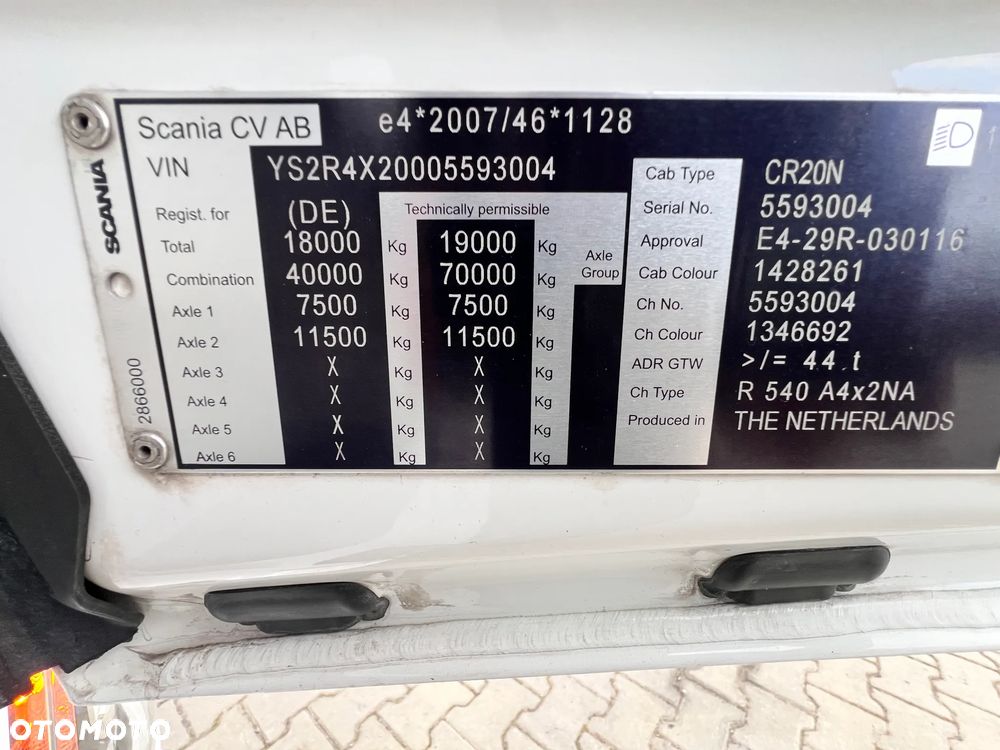 Scania CV AB e4*2007/46*1128
VIN YS2R4X20005593004
Regist. for (DE) Technically permissible
Total 18000 Kg 19000 Kg
Combination 40000 Kg 70000 Kg Axle Group
Axle 1 7500 7500 Kg
Axle 2 11500 Kg 11500 Kg
Axle 3 X Kg X Kg
Axle 4 X Kg X Kg
Axle 5 X Kg X Kg
Axle 6 X Kg X Kg
Cab Type CR20N
Serial No. 5593004
Approval E4-29R-030116
Cab Colour 1428261
Ch No. 5593004
Ch Colour 1346692
ADR GTW >/= 44 t
Ch Type R 540 A4x2NA
Produced in THE NETHERLANDS
SCANIA
2866000
OTOMOTO